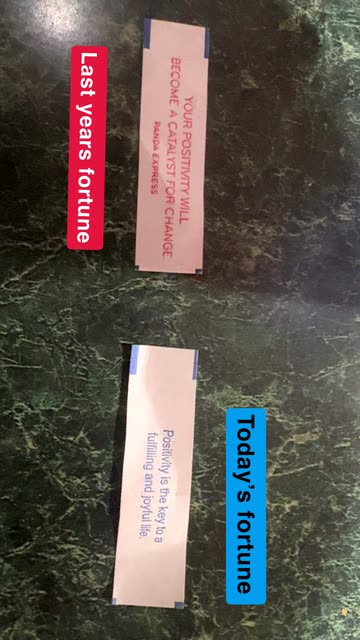 Last years fortune
YOUR POSITIVITY WILL
BECOME A CATALYST FOR CHANGE.
PANDA EXPRESS
Today's fortune
Positivity is the key to a
fulfilling and joyful life.